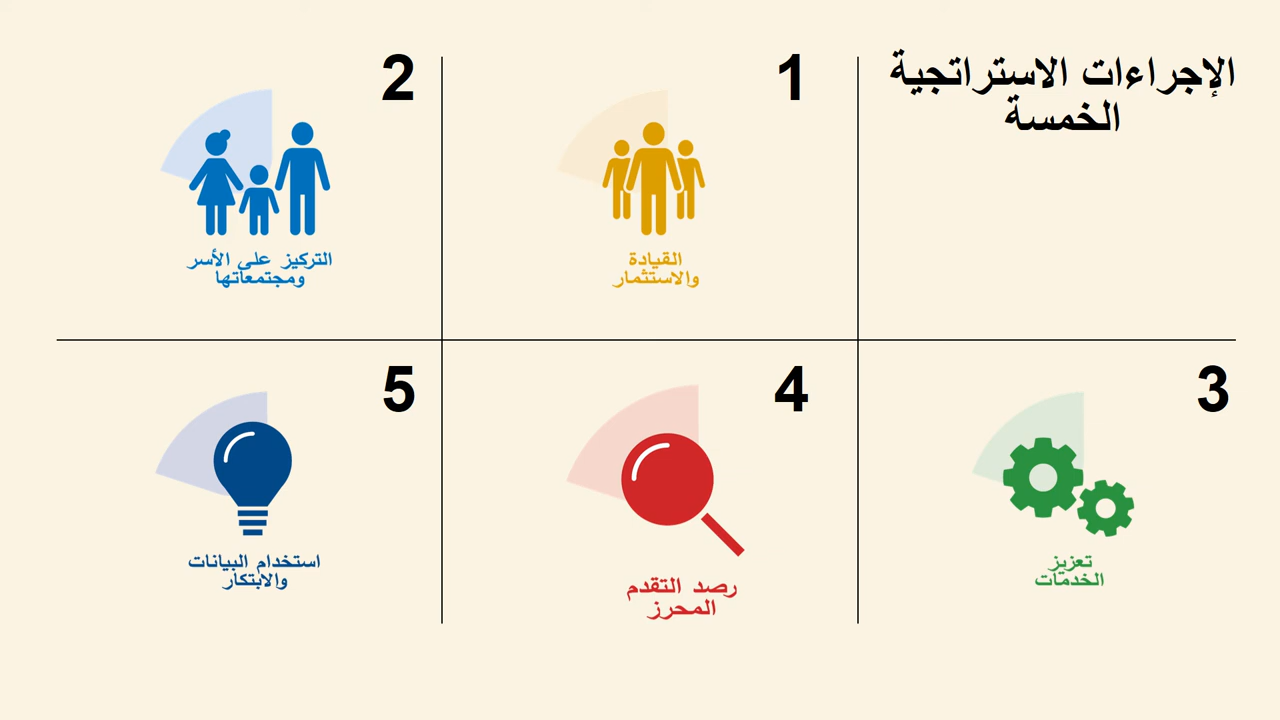 الإجراءات الاستراتجية
الخمسة
1
القيادة
والاستثمار
2
التركيز على الأسر
ومجتمعاتها
3
تعزيز
الخدمات
4
رصد التقدم
المحرز
5
استخدام البيانات
والابتكار